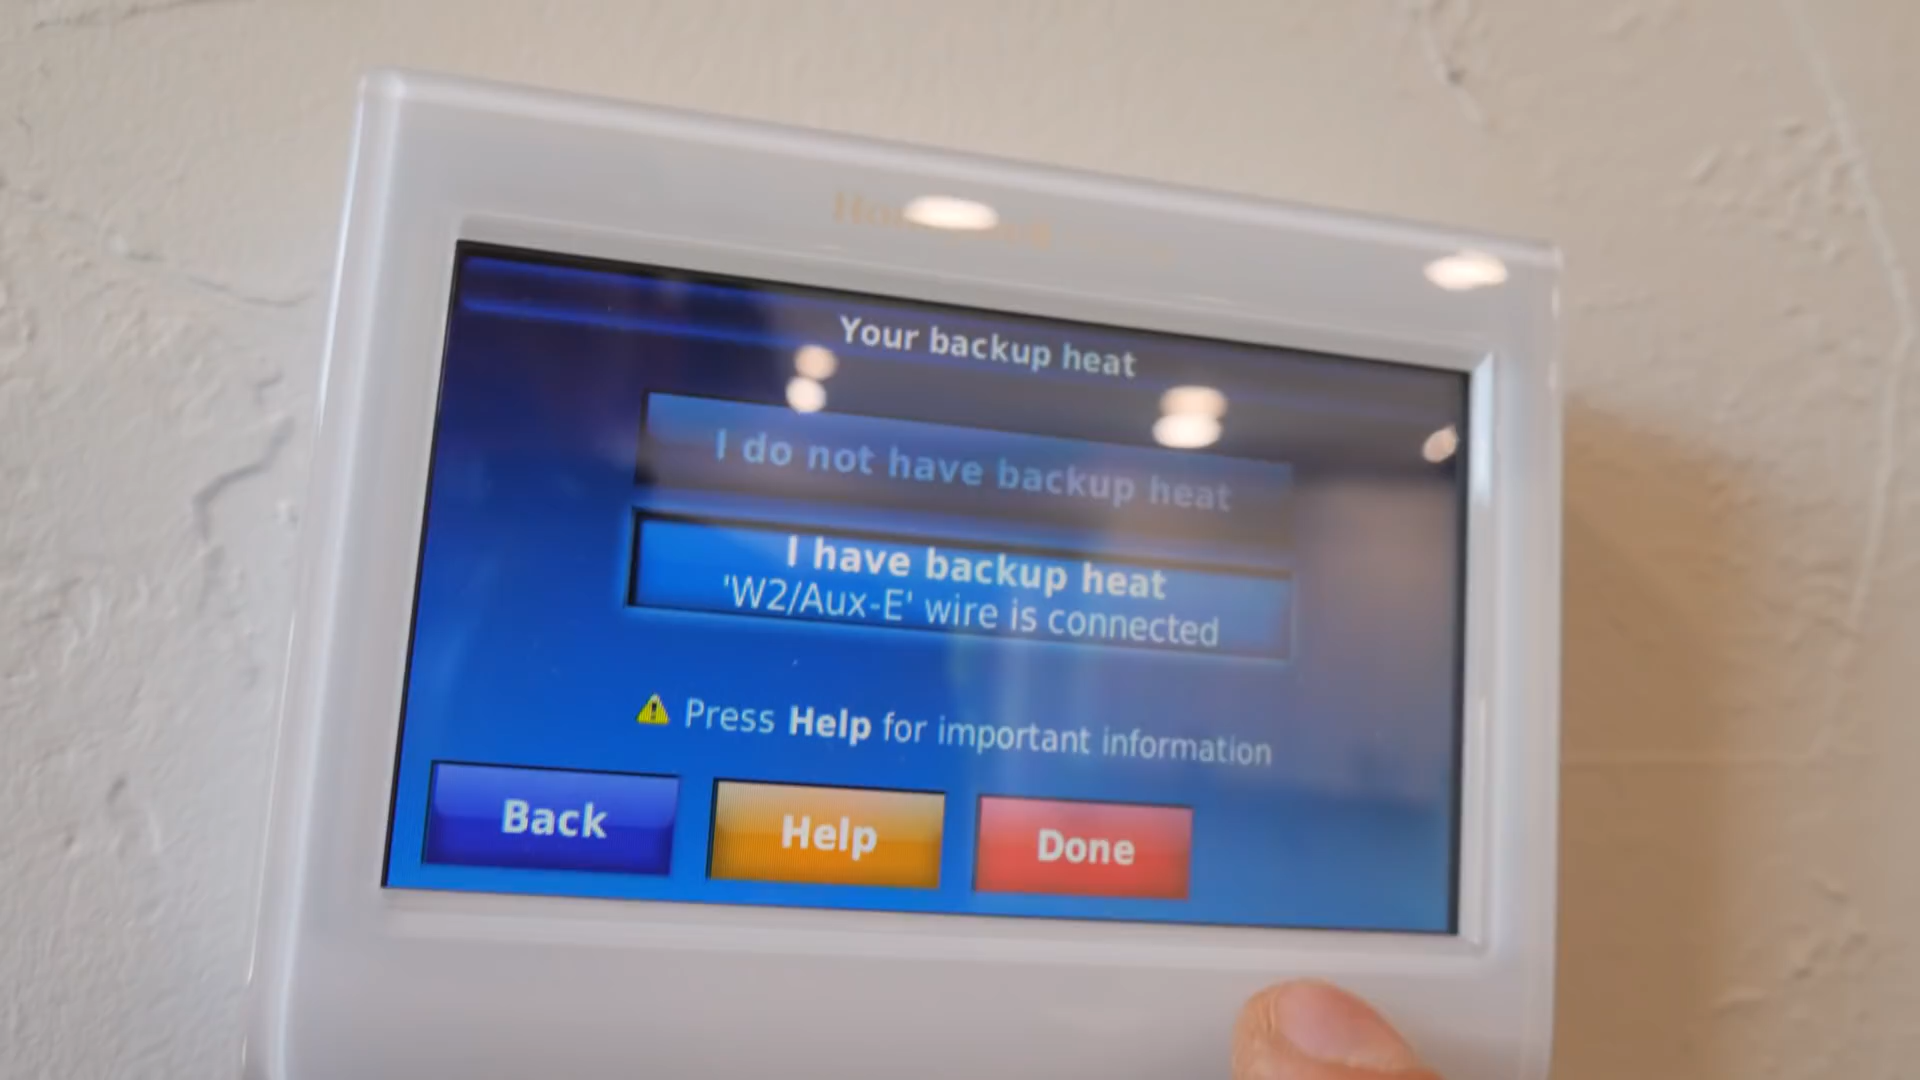 Your backup heat
I do not have backup heat
I have backup heat
'W2/Aux-E' wire is connected
Press Help for important information
Back
Help
Done